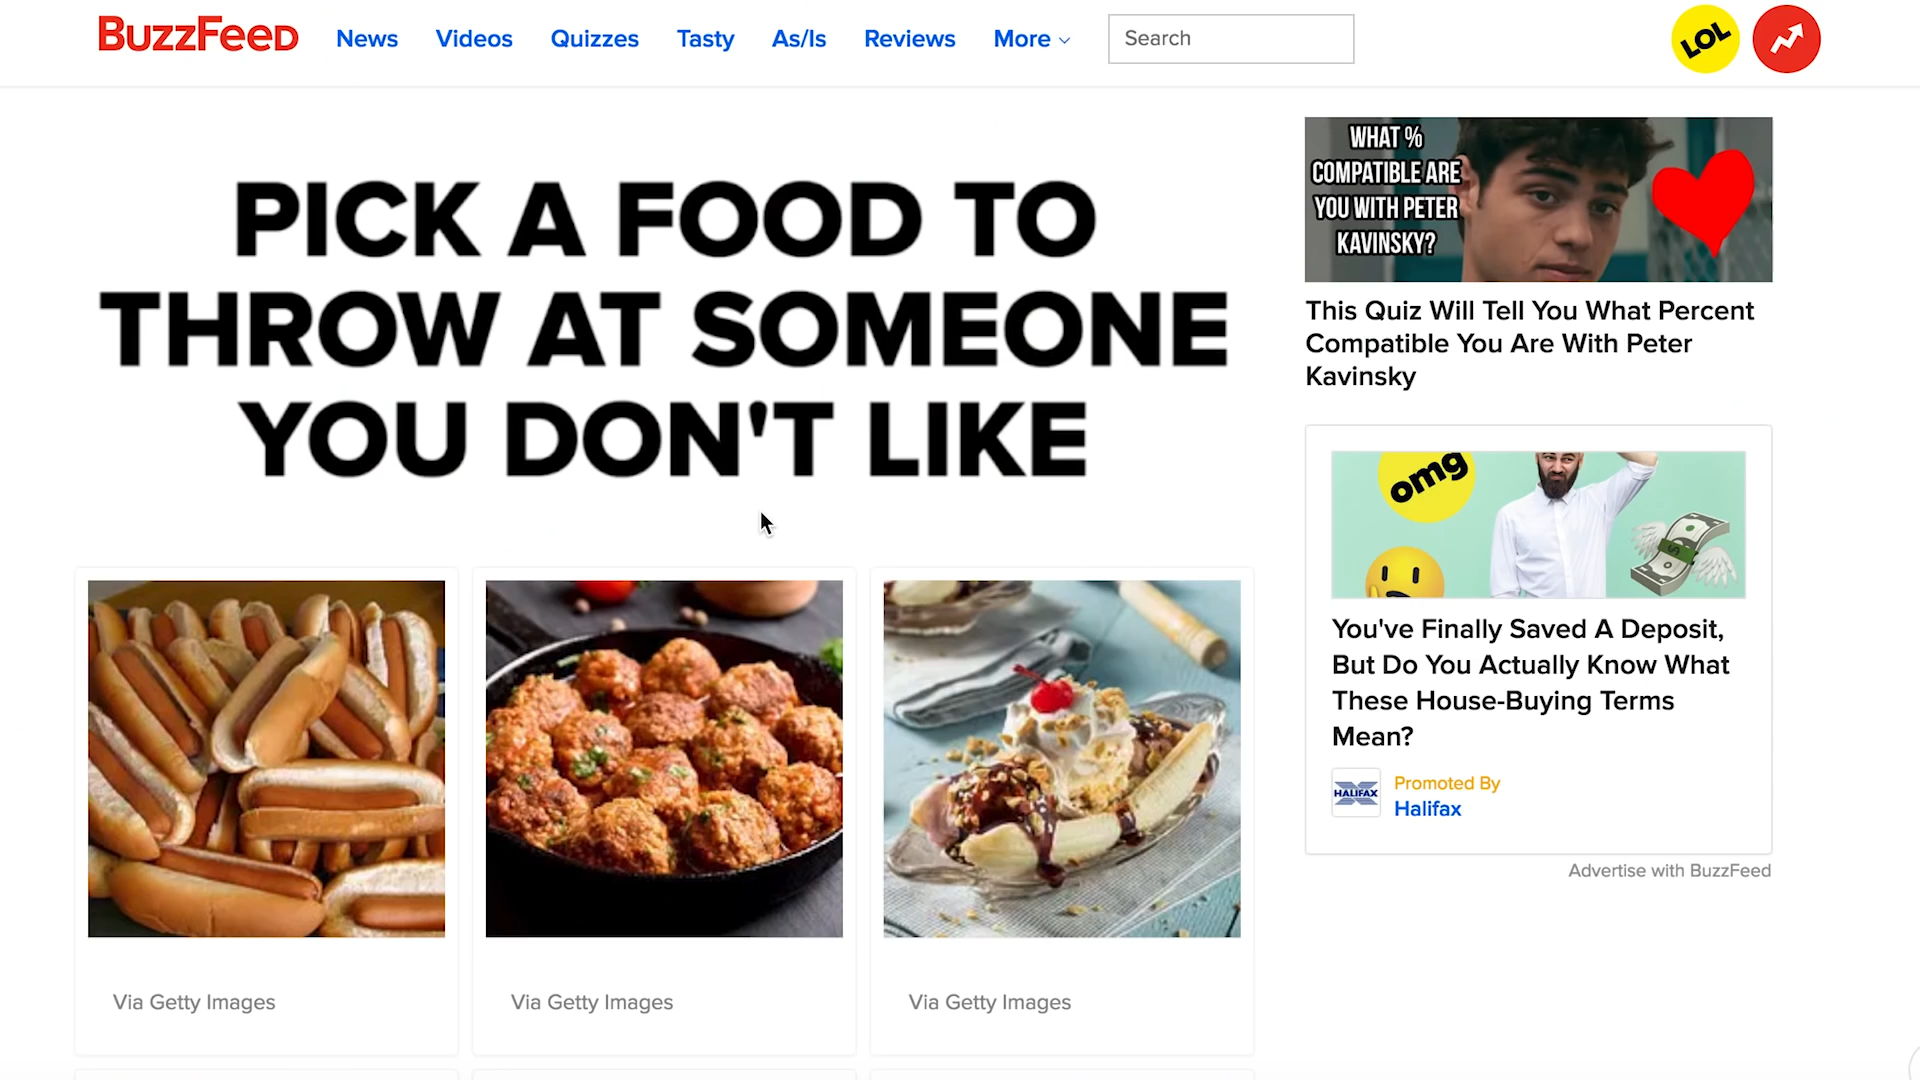 BuzzFeed
News
Videos
Quizzes
Tasty
As/Is
Reviews
More
Search
LOL
PICK A FOOD TO
THROW AT SOMEONE
YOU DON'T LIKE
Via Getty Images
Via Getty Images
Via Getty Images
WHAT %
COMPATIBLE ARE
YOU WITH PETER
KAVINSKY?
This Quiz Will Tell You What Percent
Compatible You Are With Peter
Kavinsky
omg
You've Finally Saved A Deposit,
But Do You Actually Know What
These House-Buying Terms
Mean?
HALIFAX
Promoted By
Halifax
Advertise with BuzzFeed